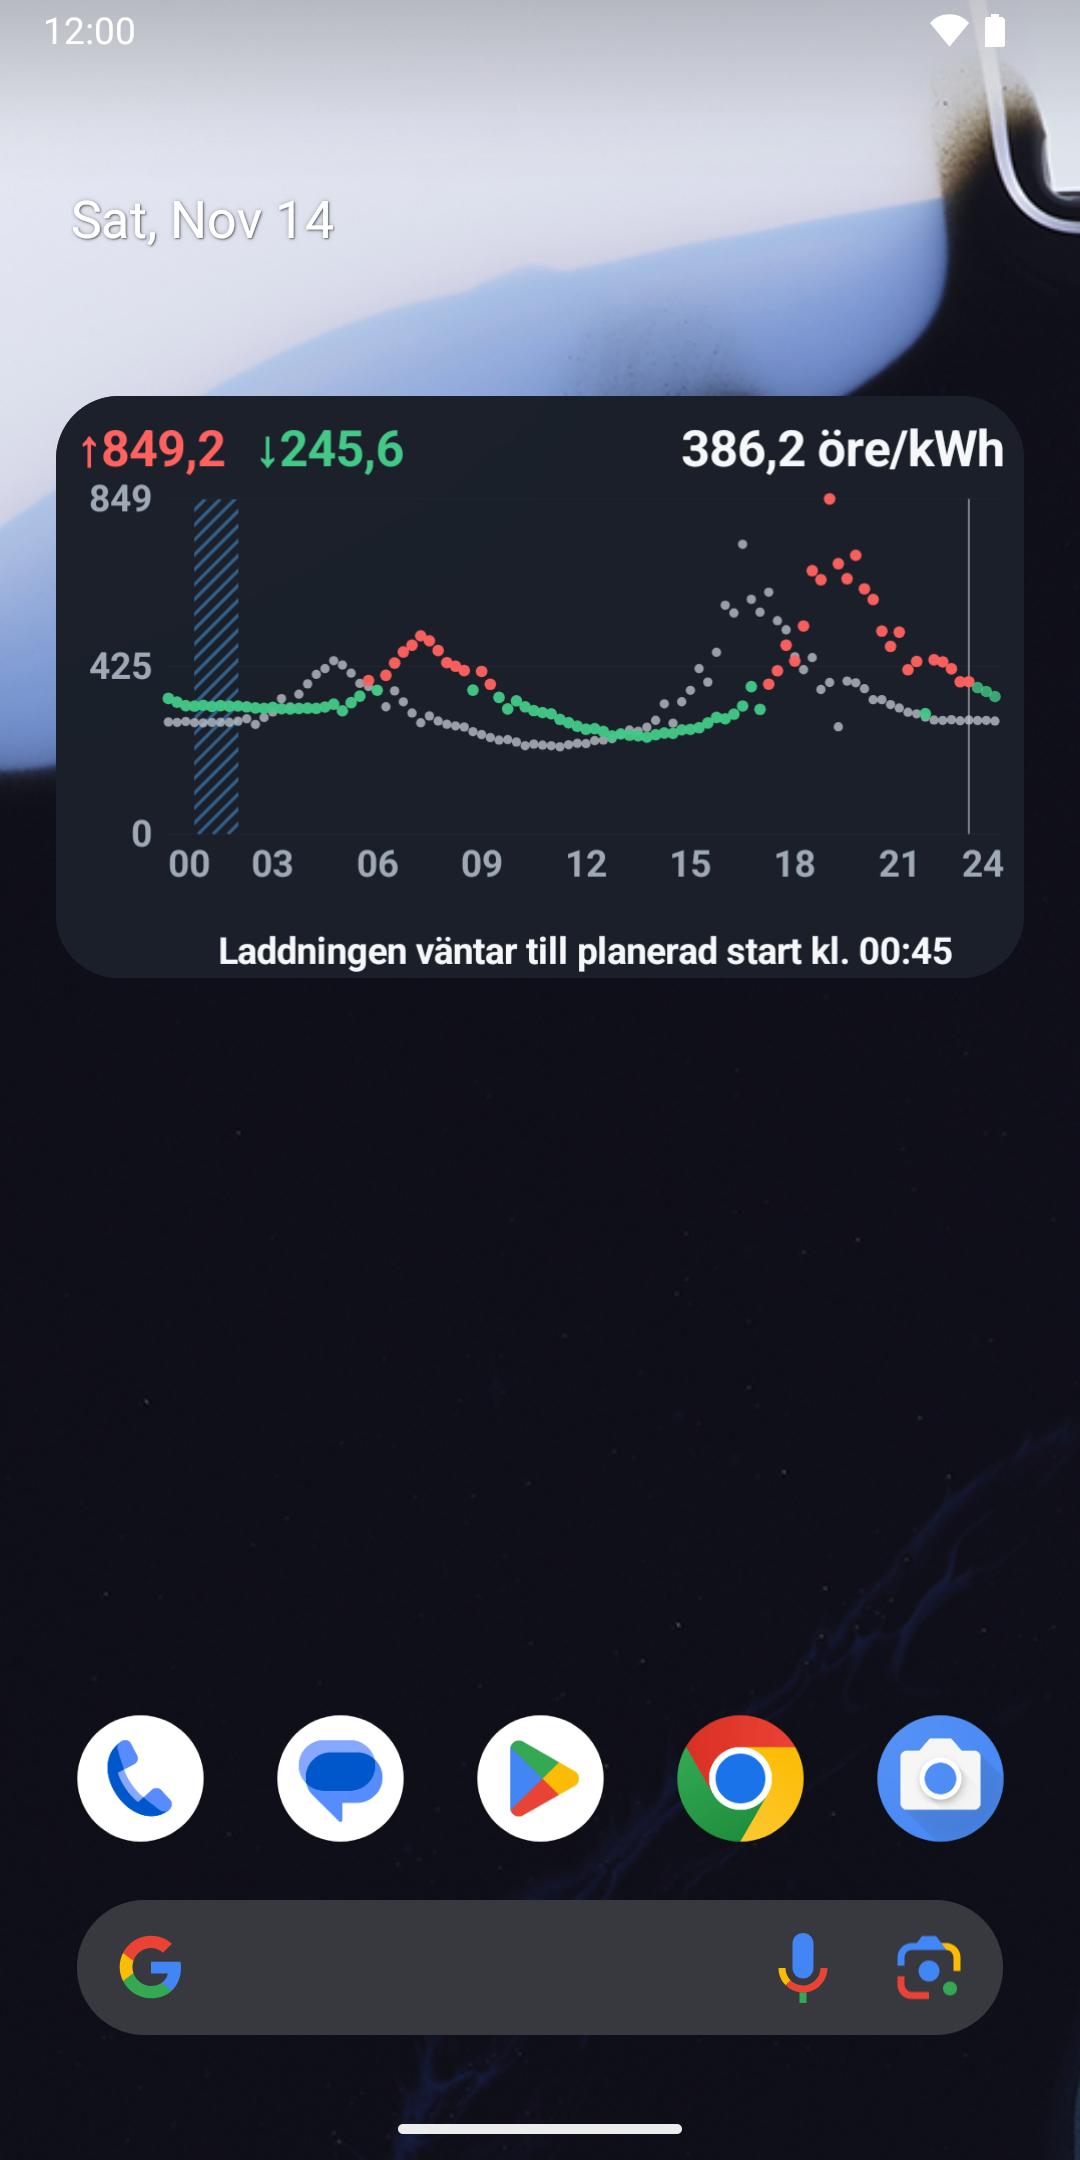 12:00
Sat, Nov 14
↑849,2 ↓245,6 386,2 öre/kWh
849
425
0
00 03 06 09 12 15 18 21 24
Laddningen väntar till planerad start kl. 00:45